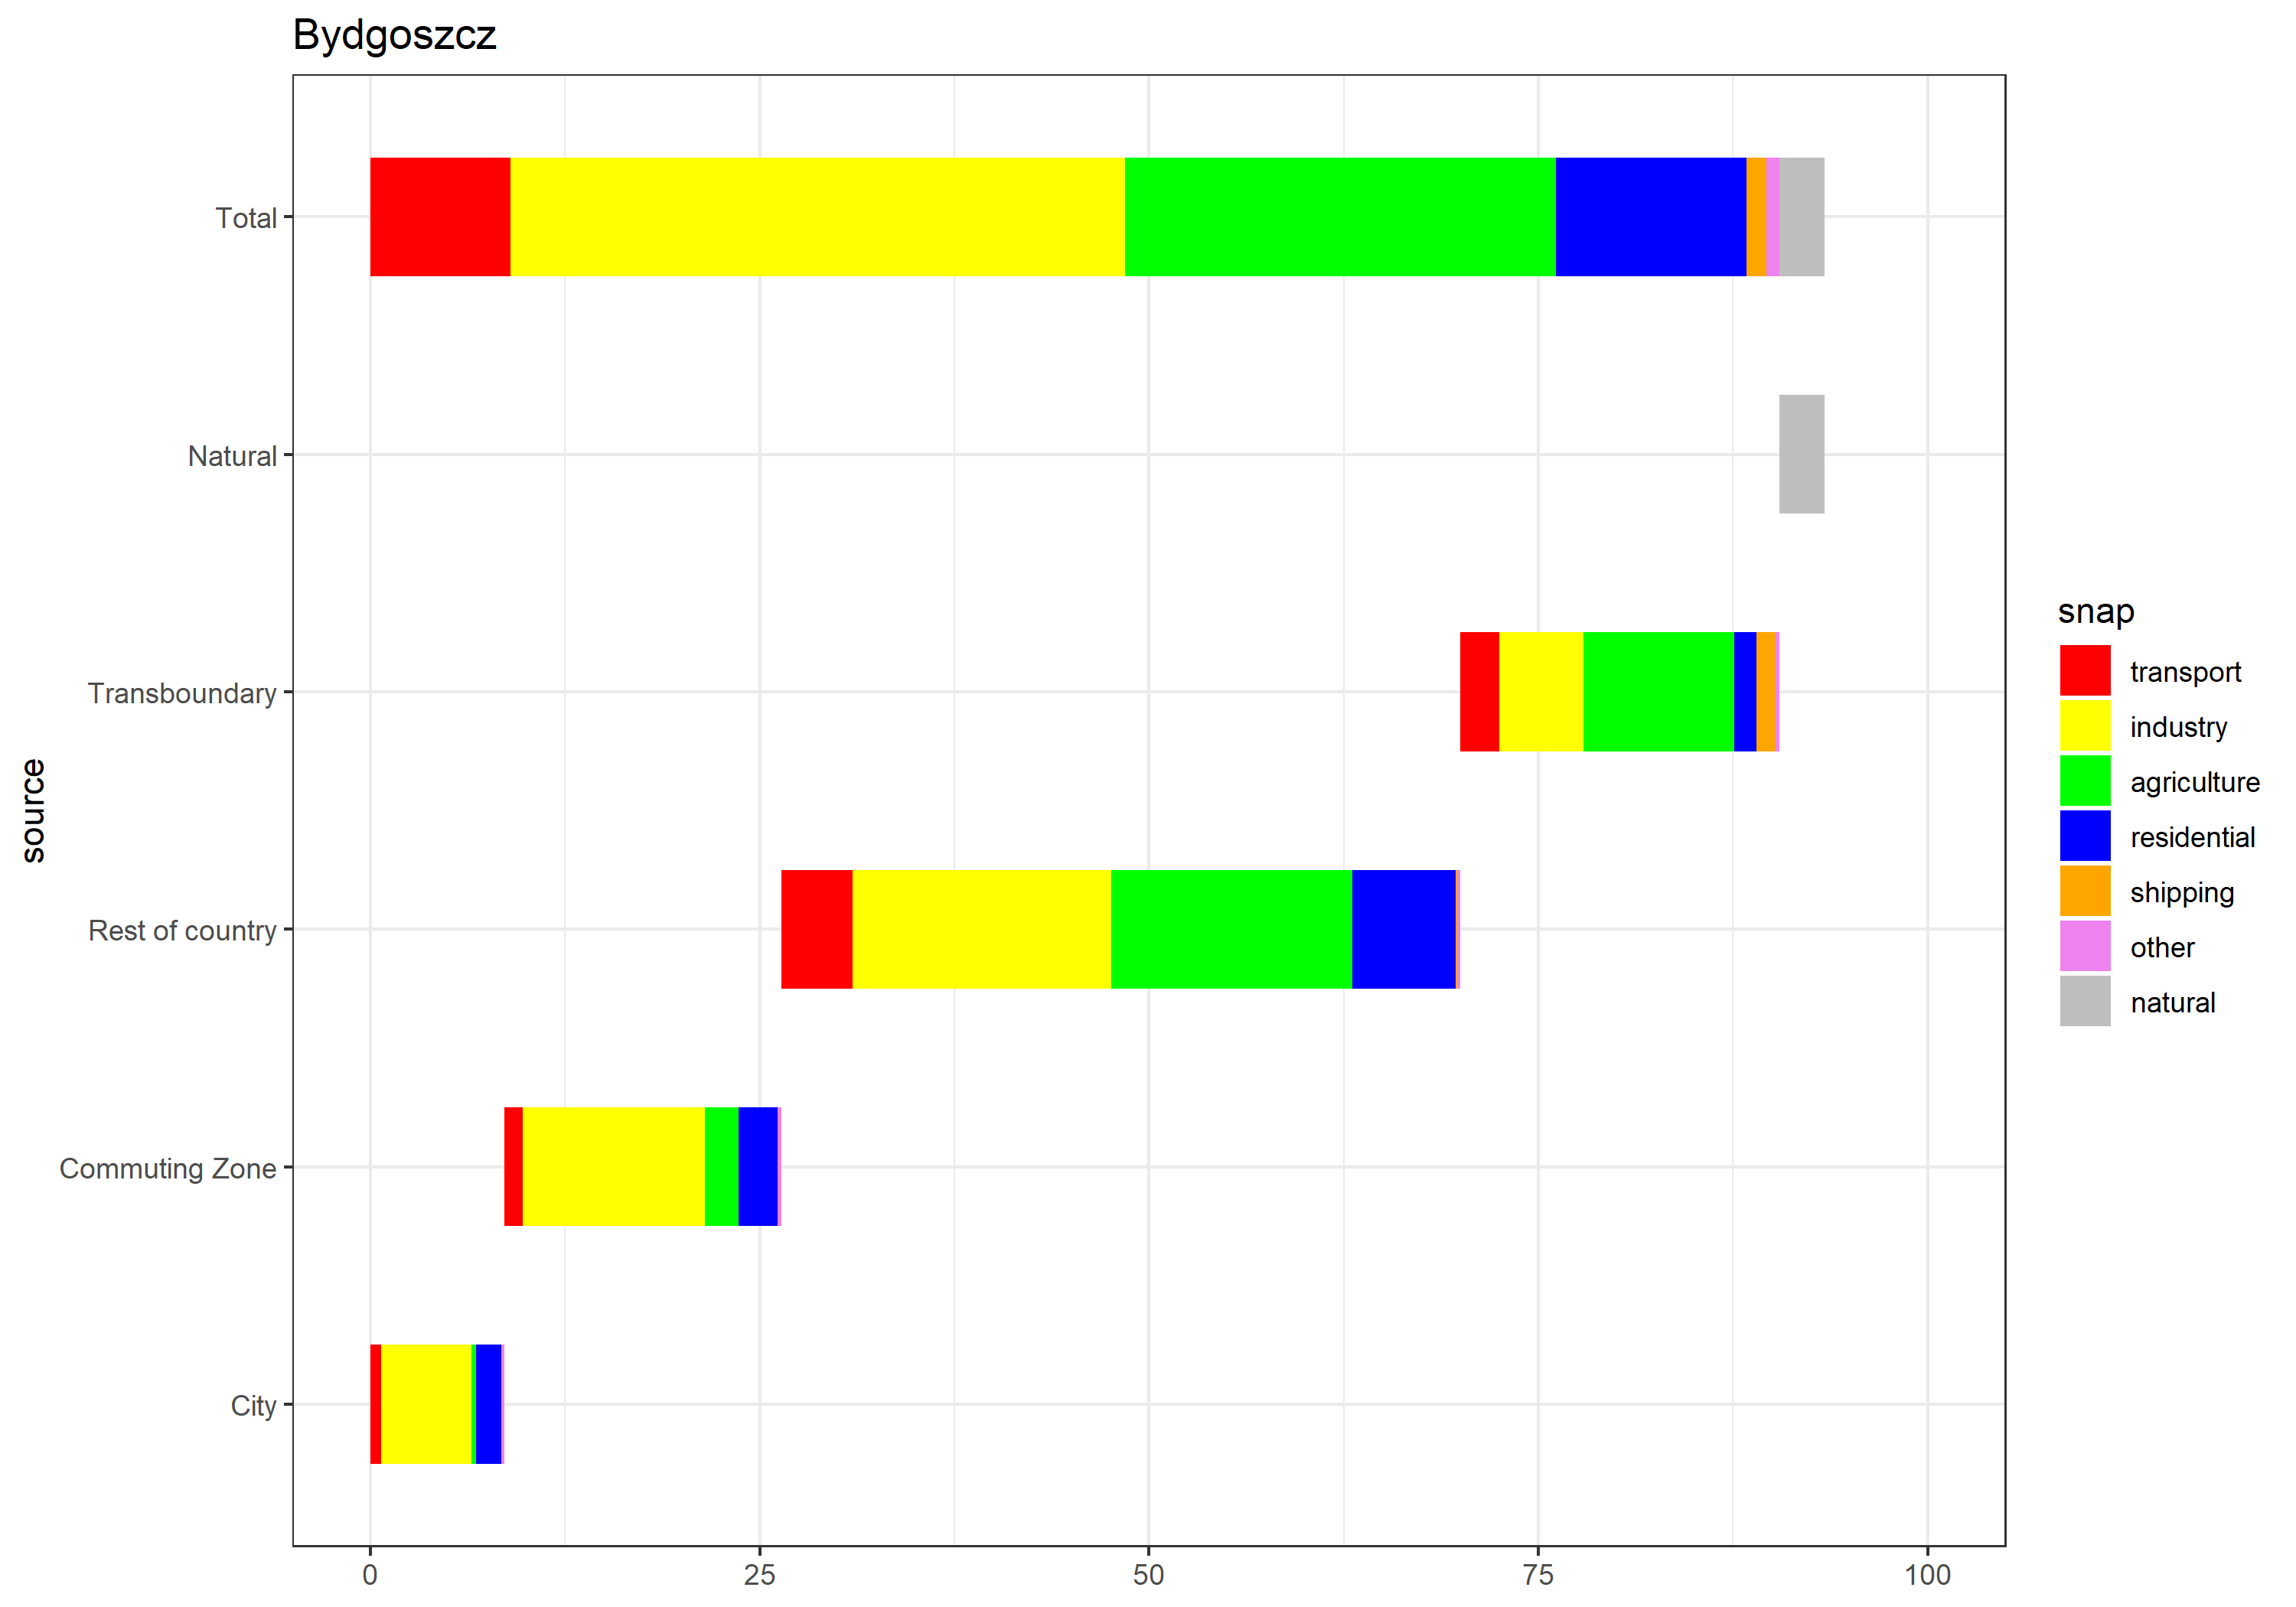 Bydgoszcz
Total
Natural
Transboundary
Rest of country
Commuting Zone
City
source
0
25
50
75
100
snap
transport
industry
agriculture
residential
shipping
other
natural